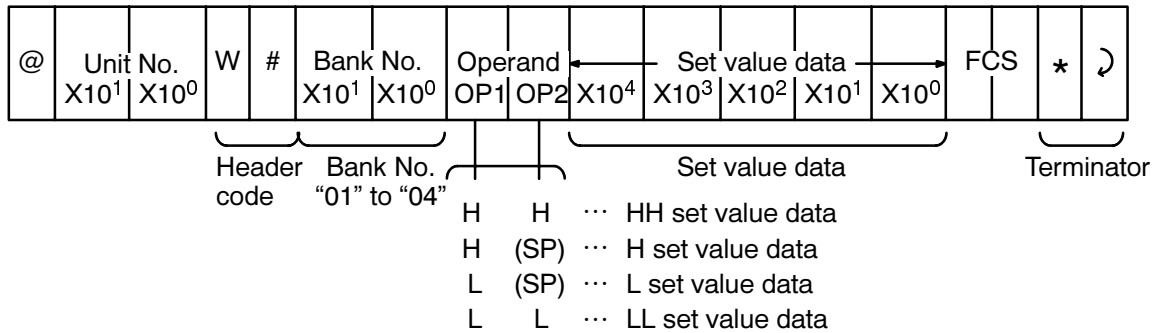 @ Unit No. W # Bank No. Operand Set value data FCS *
X10¹ X10⁰ X10¹ X10⁰ OP1 OP2 X10⁴ X10³ X10² X10¹ X10⁰
Header Bank No. Set value data Terminator
code “01” to “04”
H H ··· HH set value data
H (SP) ··· H set value data
L (SP) ··· L set value data
L L ··· LL set value data